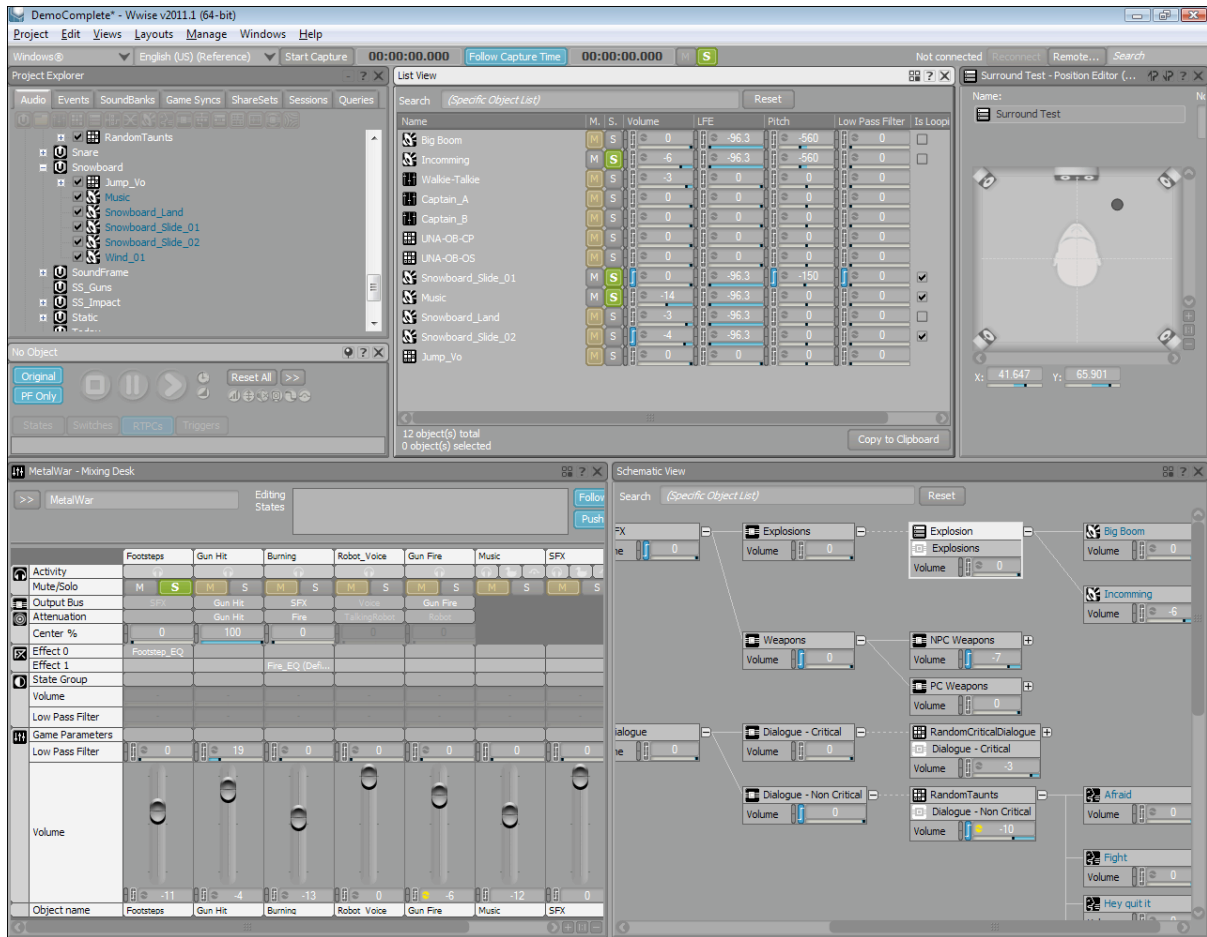 DemoComplete* - Wwise v2011.1 (64-bit)
Project Edit Views Layouts Manage Windows Help
Windows® English (US) (Reference) Start Capture 00:00:00.000 Follow Capture Time 00:00:00.000 M S Not connected Reconnect Remote... Search
Project Explorer - ? X
Audio Events SoundBanks Game Syncs ShareSets Sessions Queries
RandomTaunts
Snare
Snowboard
Jump_Vo
Music
Snowboard_Land
Snowboard_Slide_01
Snowboard_Slide_02
Wind_01
SoundFrame
SS_Guns
SS_Impact
Static
No Object ? X
Original
PF Only
Reset All >>
States Switches RTPCs Triggers
List View ? X
Search (Specific Object List) Reset
Name M. S. Volume LFE Pitch Low Pass Filter Is Loopi
Big Boom M S 0 -96.3 -560 0
Incomming M S -6 -96.3 -560 0
Walkie-Talkie M S -3 0 0 0
Captain_A M S 0 0 0 0
Captain_B M S 0 0 0 0
UNA-OB-CP M S 0 0 0 0
UNA-OB-OS M S 0 0 0 0
Snowboard_Slide_01 M S 0 -96.3 -150 0
Music M S -14 -96.3 0 0
Snowboard_Land M S -3 -96.3 0 0
Snowboard_Slide_02 M S -4 -96.3 0 0
Jump_Vo M S 0 0 0 0
12 object(s) total
0 object(s) selected
Copy to Clipboard
Surround Test - Position Editor (... ? X
Name: No
Surround Test
X: 41.647 Y: 65.901
MetalWar - Mixing Desk ? X
>> MetalWar
Editing
States
Follow
Push
Footsteps Gun Hit Burning Robot_Voice Gun Fire Music SFX
Activity
Mute/Solo M S M S M S M S M S M S M S
Output Bus SFX Gun Hit SFX Voice Gun Fire
Attenuation Gun Hit Fire TalkingRobot Robot
Center % 0 100 0 0 0
Effect 0 Footstep_EQ
Effect 1 Fire_EQ (Defi...
State Group
Volume
Low Pass Filter
Game Parameters
Low Pass Filter 0 19 0 0 0 0 0
Volume
-11 -4 -13 0 -6 -12 0
Object name Footsteps Gun Hit Burning Robot_Voice Gun Fire Music SFX
Schematic View ? X
Search (Specific Object List) Reset
FX
0
Explosions
Volume 0
Explosion
Explosions
Volume 0
Big Boom
Volume 0
Incomming
Volume -6
Weapons
Volume 0
NPC Weapons
Volume -7
PC Weapons
Volume 0
ialogue
0
Dialogue - Critical
Volume 0
RandomCriticalDialogue
Dialogue - Critical
Volume -3
Dialogue - Non Critical
Volume 0
RandomTaunts
Dialogue - Non Critical
Volume -10
Afraid
Volume 0
Fight
Volume 0
Hey quit it